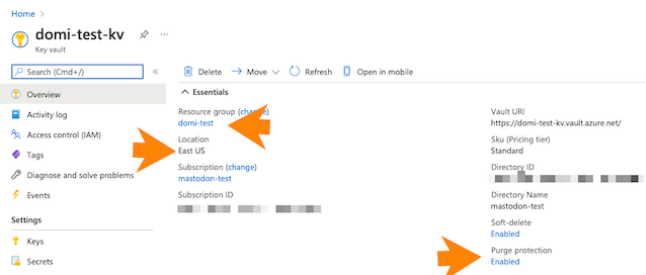 Home >
domi-test-kv
Key vault
Search (Cmd+/)
«
Overview
Activity log
Access control (IAM)
Tags
Diagnose and solve problems
Events
Settings
Keys
Secrets
Delete
Move
Refresh
Open in mobile
Essentials
Resource group (change)
domi-test
Location
East US
Subscription (change)
mastodon-test
Subscription ID
Vault URI
https://domi-test-kv.vault.azure.net/
Sku (Pricing tier)
Standard
Directory ID
Directory Name
mastodon-test
Soft-delete
Enabled
Purge protection
Enabled